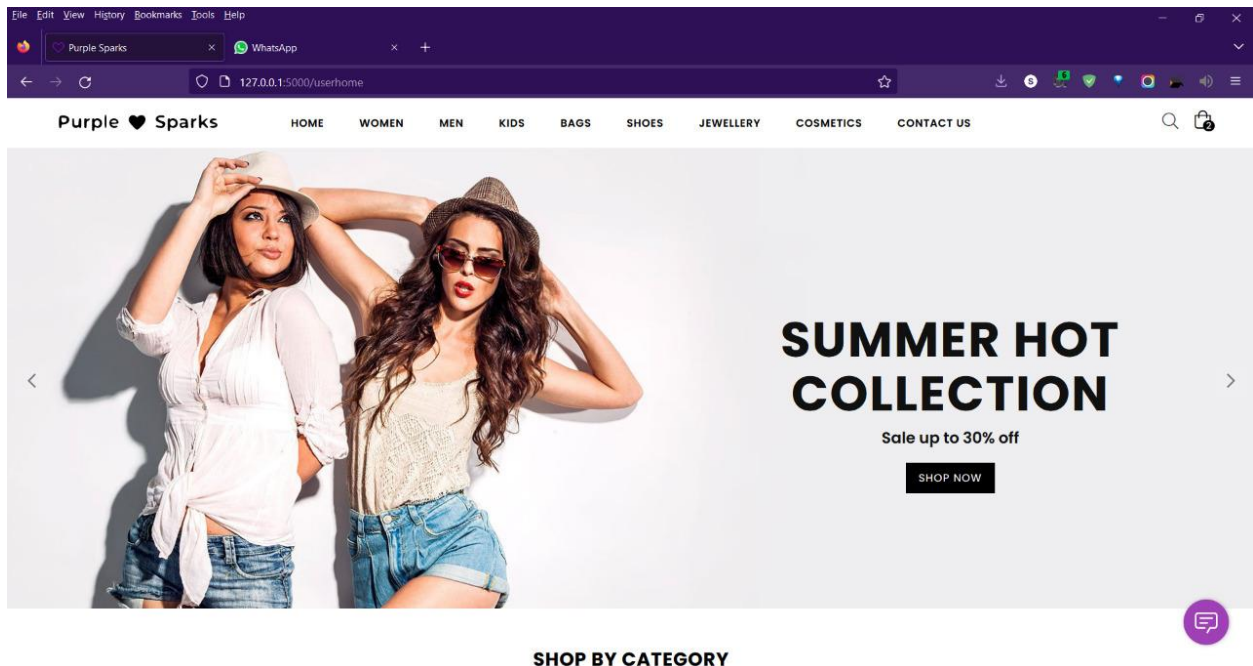 File Edit View History Bookmarks Tools Help
Purple Sparks WhatsApp
127.0.0.1:5000/userhome
S 6
Purple Sparks HOME WOMEN MEN KIDS BAGS SHOES JEWELLERY COSMETICS CONTACT US 2
SUMMER HOT
COLLECTION
Sale up to 30% off
SHOP NOW
SHOP BY CATEGORY